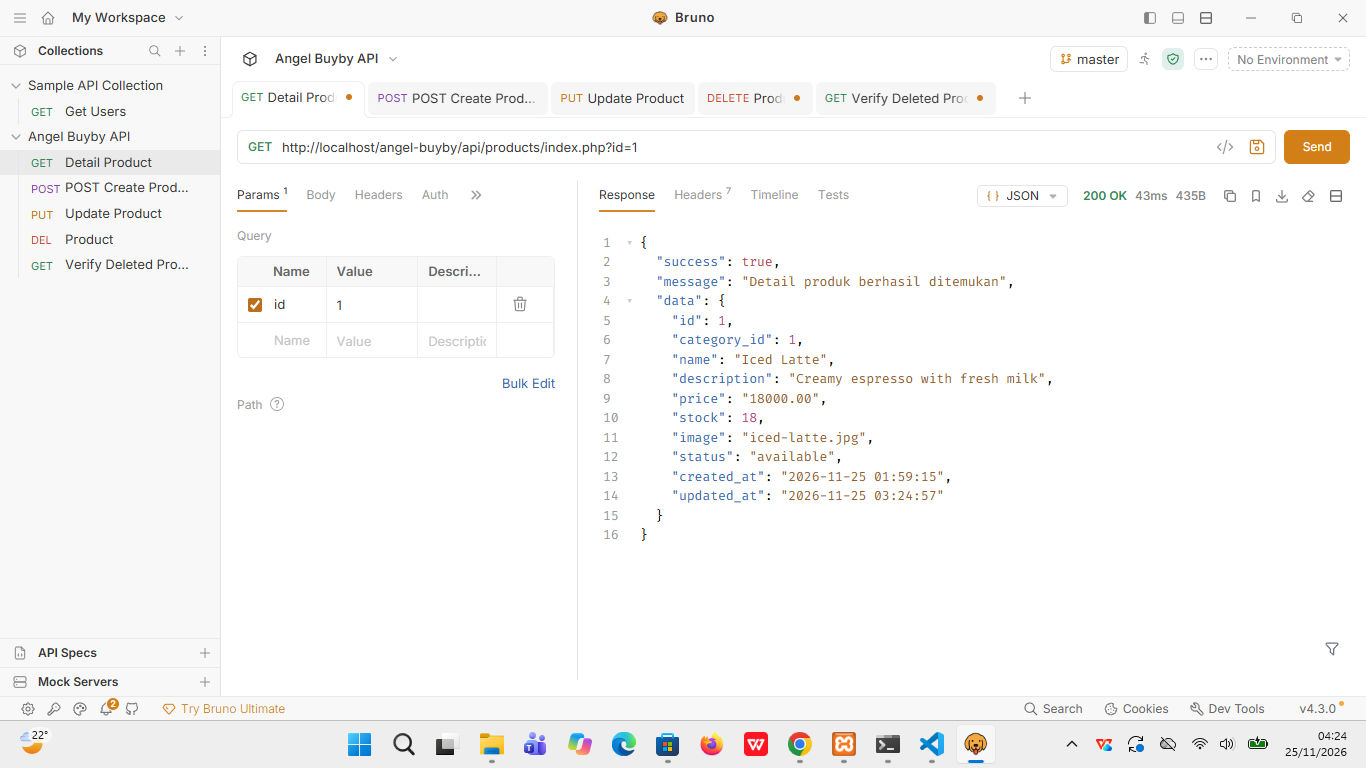 My Workspace
Bruno
Collections
Angel Buyby API
master
No Environment
Sample API Collection
GET Get Users
Angel Buyby API
GET Detail Product
POST POST Create Prod...
PUT Update Product
DEL Product
GET Verify Deleted Pro...
GET Detail Prod
POST POST Create Prod...
PUT Update Product
DELETE Prod
GET Verify Deleted Pro
GET http://localhost/angel-buyby/api/products/index.php?id=1
Send
Params 1 Body Headers Auth
Query
Name Value Descri...
id 1
Name Value Descriptic
Bulk Edit
Path ?
Response Headers 7 Timeline Tests
{ } JSON 200 OK 43ms 435B
1 {
2 "success": true,
3 "message": "Detail produk berhasil ditemukan",
4 "data": {
5 "id": 1,
6 "category_id": 1,
7 "name": "Iced Latte",
8 "description": "Creamy espresso with fresh milk",
9 "price": "18000.00",
10 "stock": 18,
11 "image": "iced-latte.jpg",
12 "status": "available",
13 "created_at": "2026-11-25 01:59:15",
14 "updated_at": "2026-11-25 03:24:57"
15 }
16 }
API Specs
Mock Servers
2
Try Bruno Ultimate
Search Cookies Dev Tools v4.3.0
22°
04:24
25/11/2026